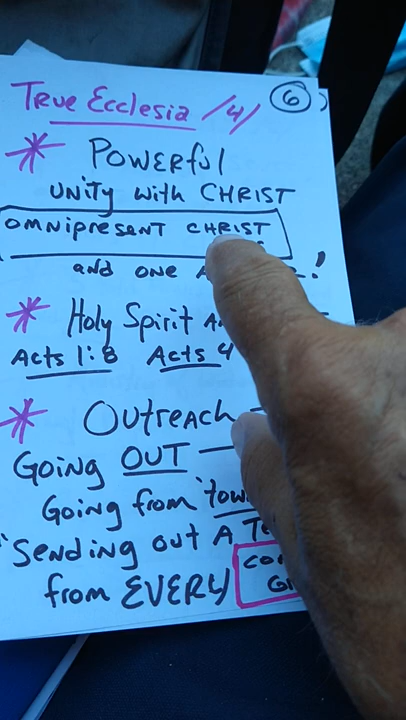 True Ecclesia /4/ 6
* POWERFUL
UNITY WITH CHRIST
OMNIPRESENT CHRIST
and one !
* Holy Spirit
Acts 1:8 Acts 4
* OUTREACH
Going OUT —
Going from
"Sending out A
from EVERY